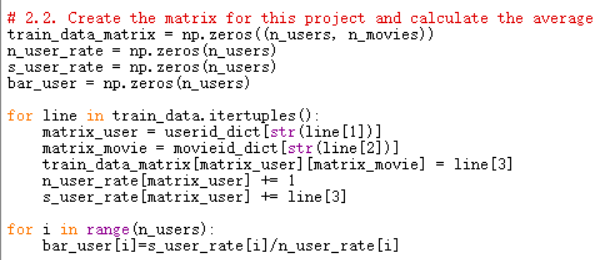 # 2.2. Create the matrix for this project and calculate the average
train_data_matrix = np.zeros((n_users, n_movies))
n_user_rate = np.zeros(n_users)
s_user_rate = np.zeros(n_users)
bar_user = np.zeros(n_users)

for line in train_data.itertuples():
    matrix_user = userid_dict[str(line[1])]
    matrix_movie = movieid_dict[str(line[2])]
    train_data_matrix[matrix_user][matrix_movie] = line[3]
    n_user_rate[matrix_user] += 1
    s_user_rate[matrix_user] += line[3]

for i in range(n_users):
    bar_user[i]=s_user_rate[i]/n_user_rate[i]